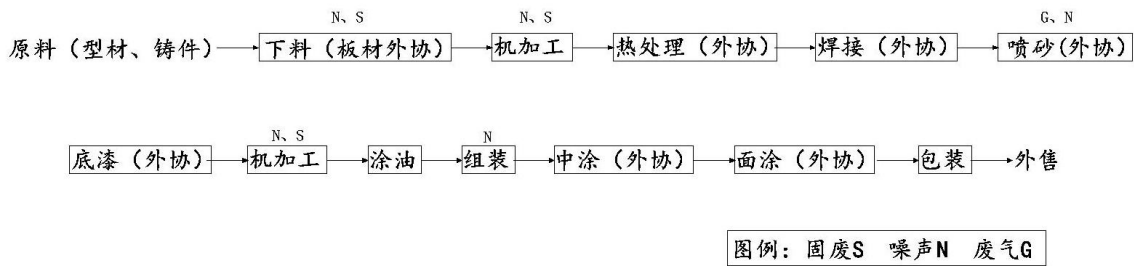 N、S N、S G、N
原料（型材、铸件） 下料（板材外协） 机加工 热处理（外协） 焊接（外协） 喷砂(外协)
N、S N
底漆（外协） 机加工 涂油 组装 中涂（外协） 面涂（外协） 包装 外售
图例：固废S 噪声N 废气G